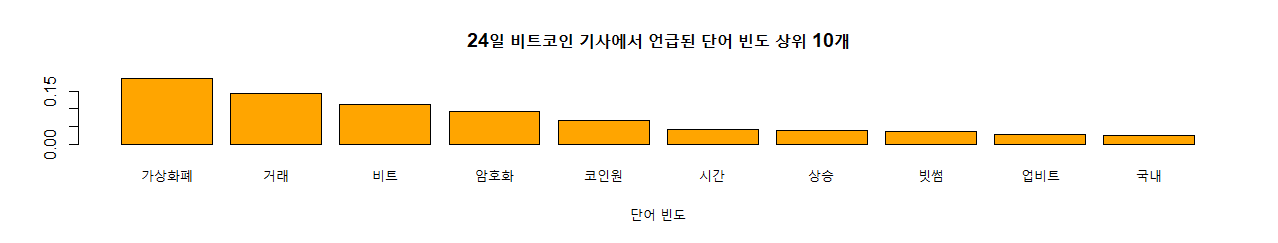 24일 비트코인 기사에서 언급된 단어 빈도 상위 10개
0.15
0.00
가상화폐 거래 비트 암호화 코인원 시간 상승 빗썸 업비트 국내
단어 빈도